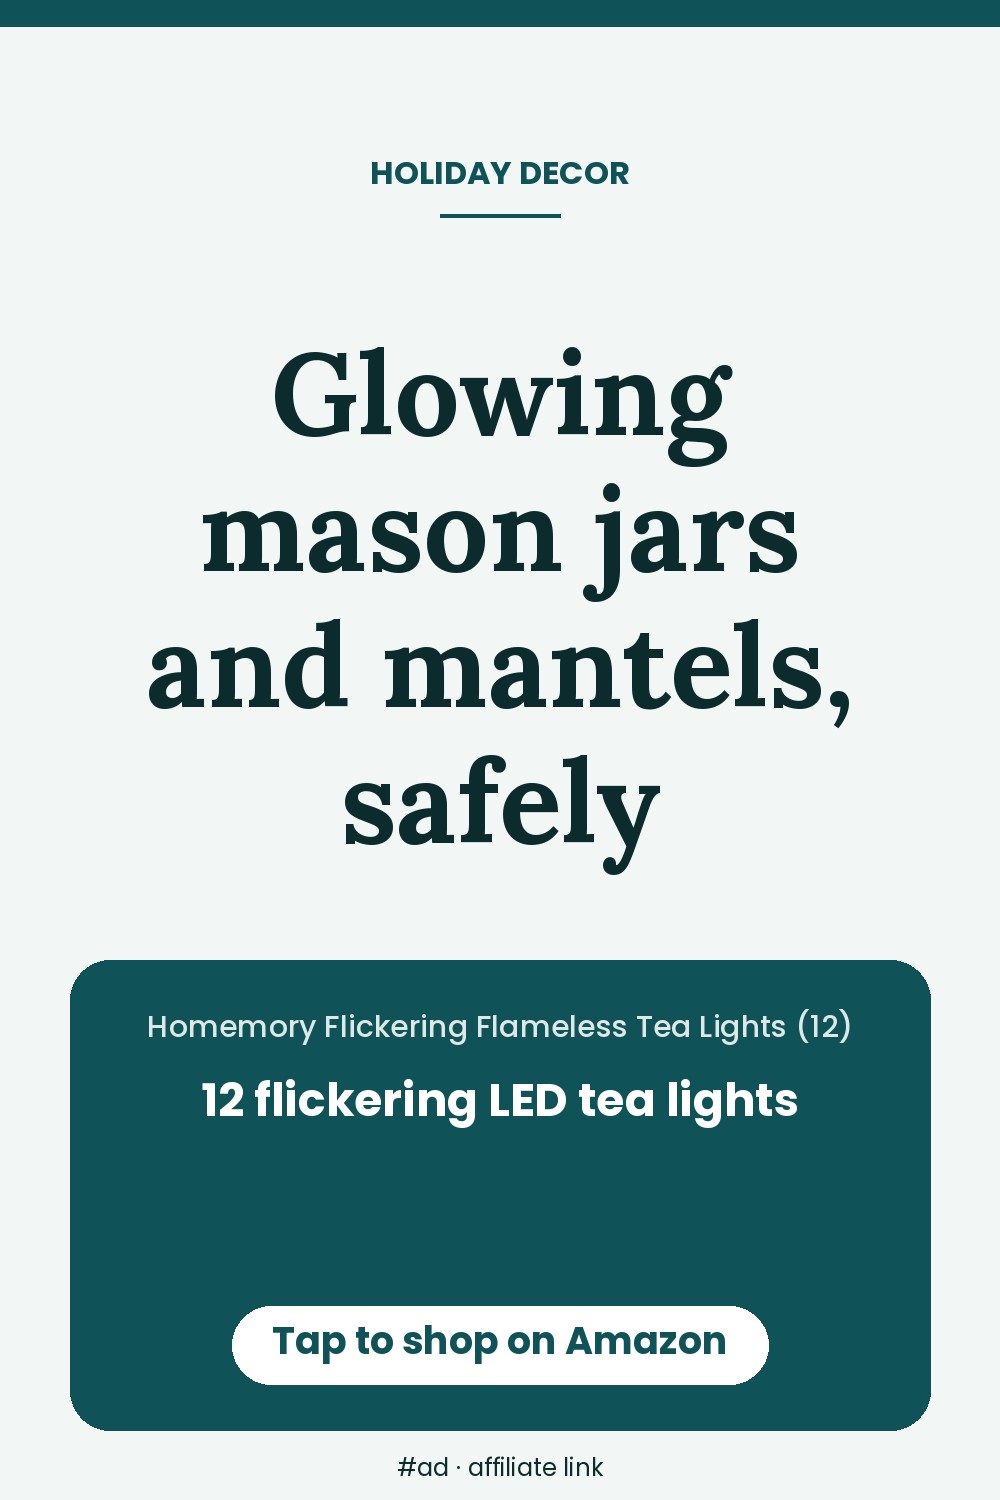 HOLIDAY DECOR
Glowing
mason jars
and mantels,
safely
Homemory Flickering Flameless Tea Lights (12)
12 flickering LED tea lights
Tap to shop on Amazon
#ad · affiliate link